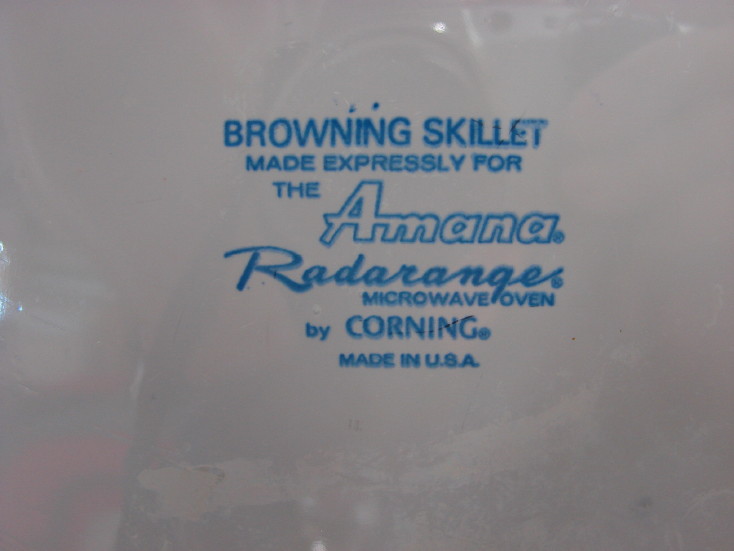 BROWNING SKILLET
MADE EXPRESSLY FOR
THE
Amana®
Radarange®
MICROWAVE OVEN
by CORNING®
MADE IN U.S.A.